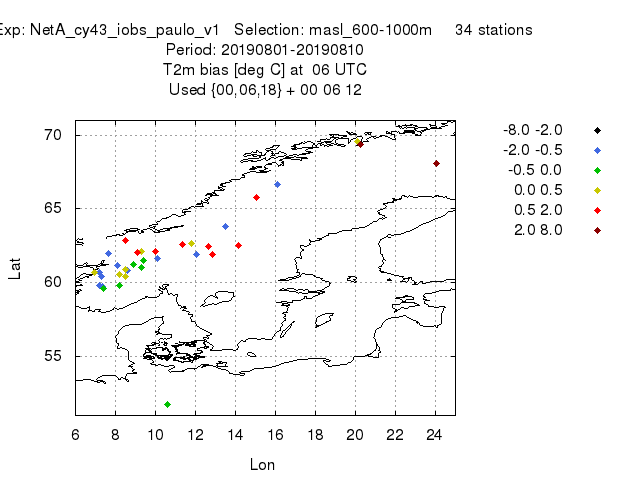 Exp: NetA_cy43_iobs_paulo_v1 Selection: masl_600-1000m 34 stations
Period: 20190801-20190810
T2m bias [deg C] at 06 UTC
Used {00,06,18} + 00 06 12
-8.0 -2.0
-2.0 -0.5
-0.5 0.0
0.0 0.5
0.5 2.0
2.0 8.0
70
65
60
55
Lat
6 8 10 12 14 16 18 20 22 24
Lon